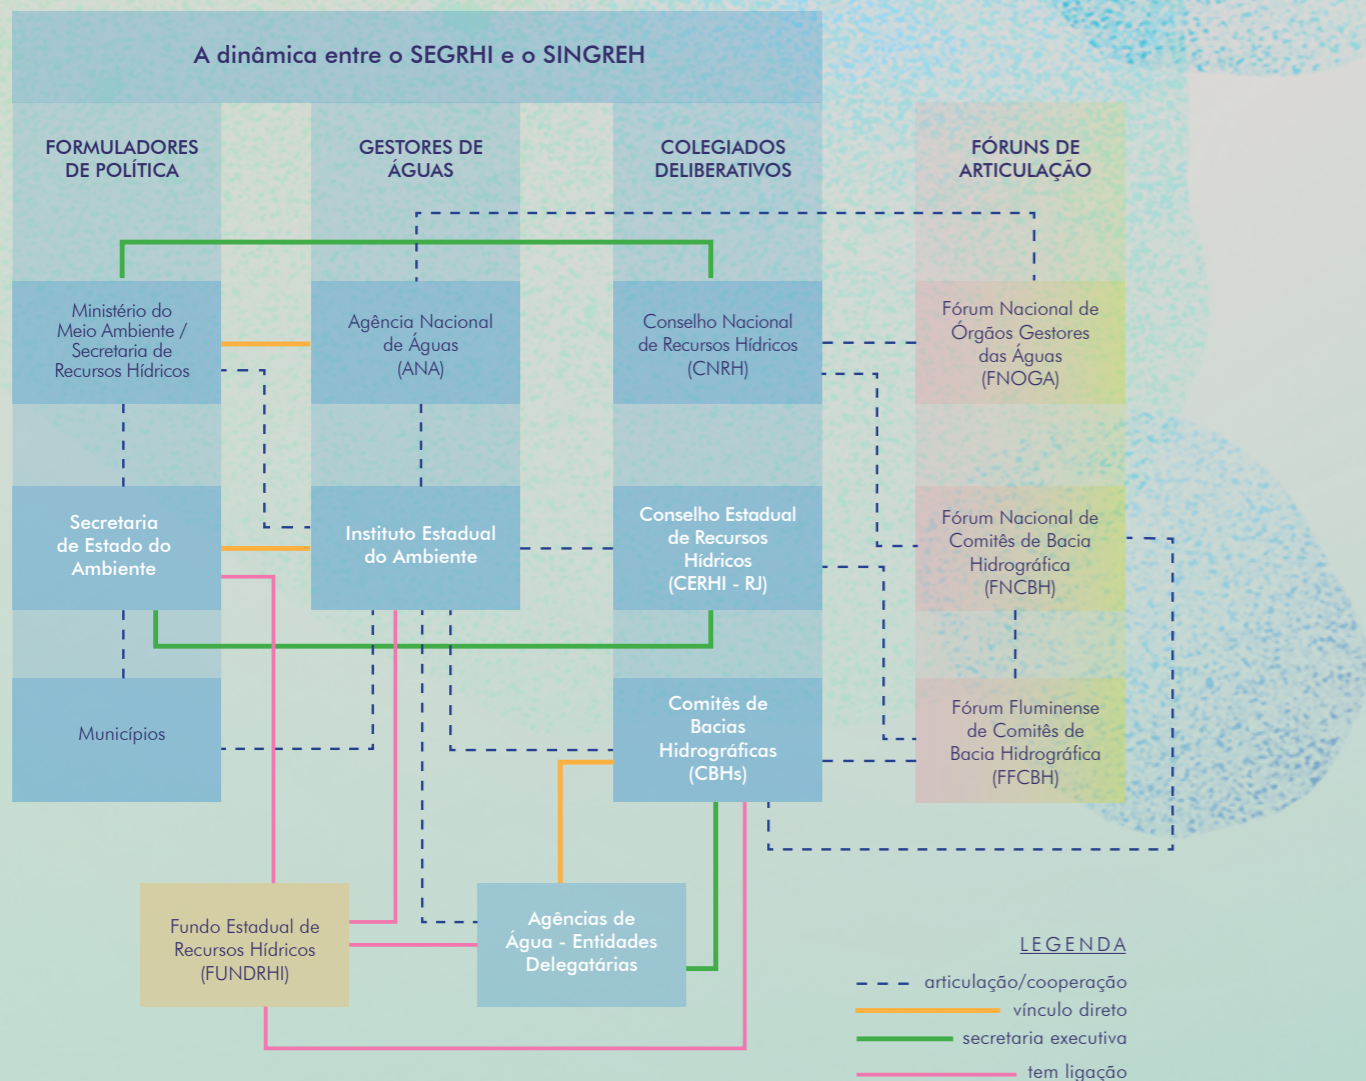 A dinâmica entre o SEGRHI e o SINGREH
FORMULADORES
DE POLÍTICA
GESTORES DE
ÁGUAS
COLEGIADOS
DELIBERATIVOS
FÓRUNS DE
ARTICULAÇÃO
Ministério do
Meio Ambiente /
Secretaria de
Recursos Hídricos
Agência Nacional
de Águas
(ANA)
Conselho Nacional
de Recursos Hídricos
(CNRH)
Fórum Nacional de
Órgãos Gestores
das Águas
(FNOGA)
Secretaria
de Estado do
Ambiente
Instituto Estadual
do Ambiente
Conselho Estadual
de Recursos
Hídricos
(CERHI - RJ)
Fórum Nacional de
Comitês de Bacia
Hidrográfica
(FNCBH)
Municípios
Comitês de
Bacias
Hidrográficas
(CBHs)
Fórum Fluminense
de Comitês de
Bacia Hidrográfica
(FFCBH)
Fundo Estadual de
Recursos Hídricos
(FUNDRHI)
Agências de
Água - Entidades
Delegatárias
LEGENDA
articulação/cooperação
vínculo direto
secretaria executiva
tem ligação